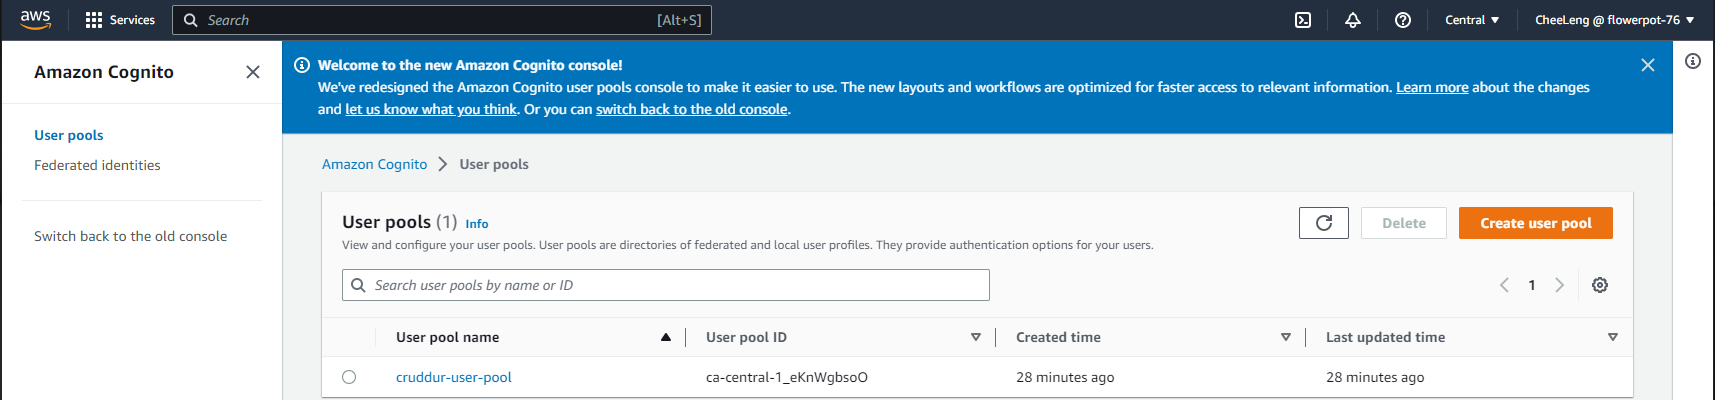 aws Services Search [Alt+S] Central CheeLeng @ flowerpot-76
Amazon Cognito
User pools
Federated identities
Switch back to the old console
Welcome to the new Amazon Cognito console!
We've redesigned the Amazon Cognito user pools console to make it easier to use. The new layouts and workflows are optimized for faster access to relevant information. Learn more about the changes
and let us know what you think. Or you can switch back to the old console.
Amazon Cognito > User pools
User pools (1) Info
Delete Create user pool
View and configure your user pools. User pools are directories of federated and local user profiles. They provide authentication options for your users.
Search user pools by name or ID
1
User pool name User pool ID Created time Last updated time
cruddur-user-pool ca-central-1_eKnWgbsoO 28 minutes ago 28 minutes ago